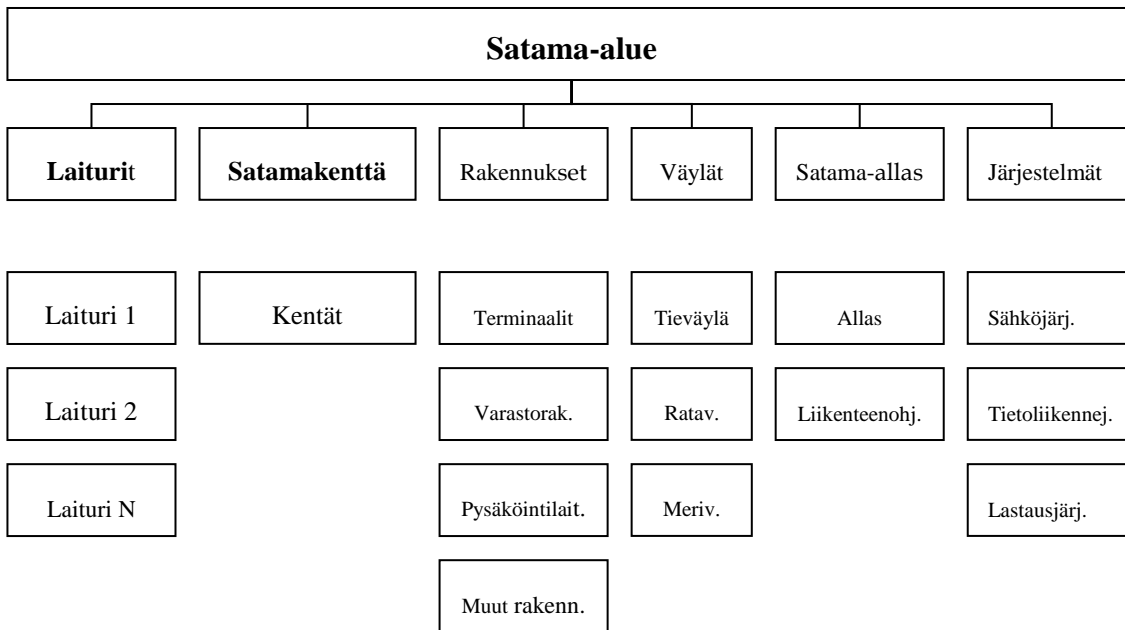 Satama-alue
Laiturit
Satamakenttä
Rakennukset
Väylät
Satama-allas
Järjestelmät
Laituri 1
Kentät
Terminaalit
Tieväylä
Allas
Sähköjärj.
Laituri 2
Varastorak.
Ratav.
Liikenteenohj.
Tietoliikennej.
Laituri N
Pysäköintilait.
Meriv.
Lastausjärj.
Muut rakenn.